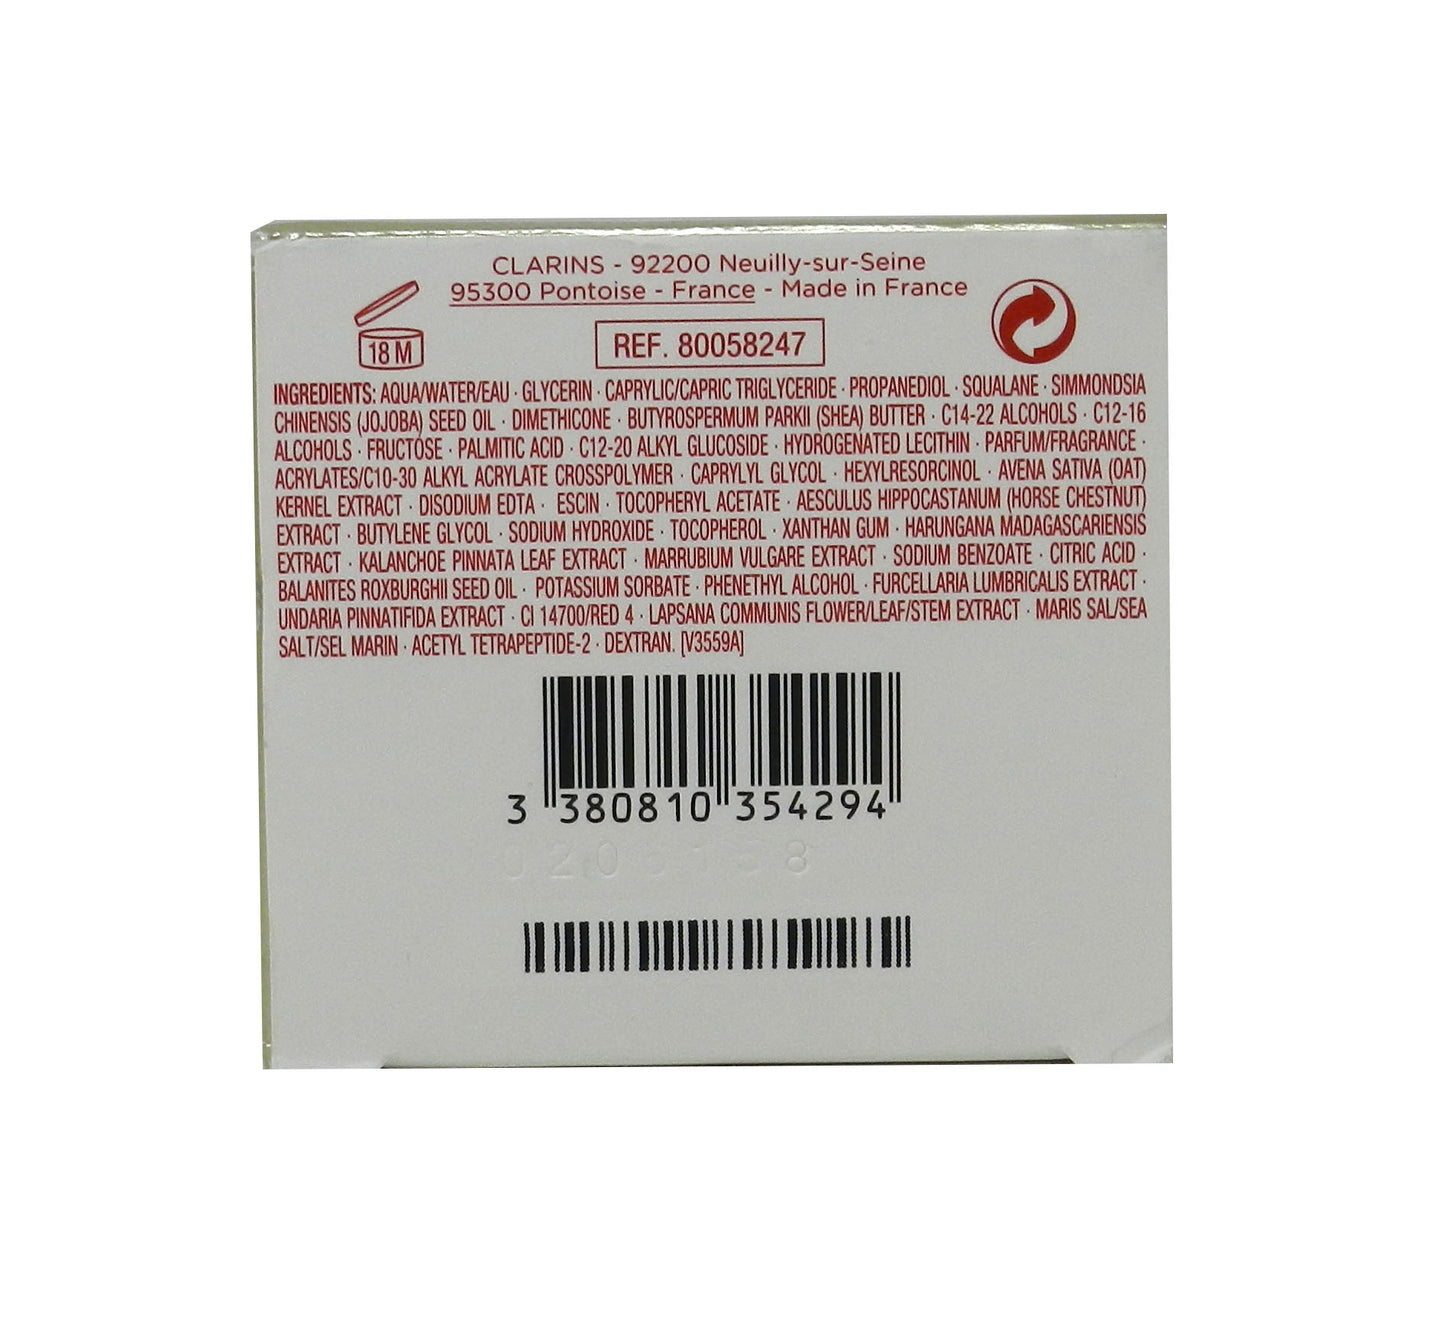 CLARINS - 92200 Neuilly-sur-Seine
95300 Pontoise - France - Made in France
18 M
REF. 80058247
INGREDIENTS: AQUA/WATER/EAU · GLYCERIN · CAPRYLIC/CAPRIC TRIGLYCERIDE · PROPANEDIOL · SQUALANE · SIMMONDSIA
CHINENSIS (JOJOBA) SEED OIL · DIMETHICONE · BUTYROSPERMUM PARKII (SHEA) BUTTER · C14-22 ALCOHOLS · C12-16
ALCOHOLS · FRUCTOSE · PALMITIC ACID · C12-20 ALKYL GLUCOSIDE · HYDROGENATED LECITHIN · PARFUM/FRAGRANCE ·
ACRYLATES/C10-30 ALKYL ACRYLATE CROSSPOLYMER · CAPRYLYL GLYCOL · HEXYLRESORCINOL · AVENA SATIVA (OAT)
KERNEL EXTRACT · DISODIUM EDTA · ESCIN · TOCOPHERYL ACETATE · AESCULUS HIPPOCASTANUM (HORSE CHESTNUT)
EXTRACT · BUTYLENE GLYCOL · SODIUM HYDROXIDE · TOCOPHEROL · XANTHAN GUM · HARUNGANA MADAGASCARIENSIS
EXTRACT · KALANCHOE PINNATA LEAF EXTRACT · MARRUBIUM VULGARE EXTRACT · SODIUM BENZOATE · CITRIC ACID ·
BALANITES ROXBURGHII SEED OIL · POTASSIUM SORBATE · PHENETHYL ALCOHOL · FURCELLARIA LUMBRICALIS EXTRACT ·
UNDARIA PINNATIFIDA EXTRACT · CI 14700/RED 4 · LAPSANA COMMUNIS FLOWER/LEAF/STEM EXTRACT · MARIS SAL/SEA
SALT/SEL MARIN · ACETYL TETRAPEPTIDE-2 · DEXTRAN. [V3559A]
3 380810 354294